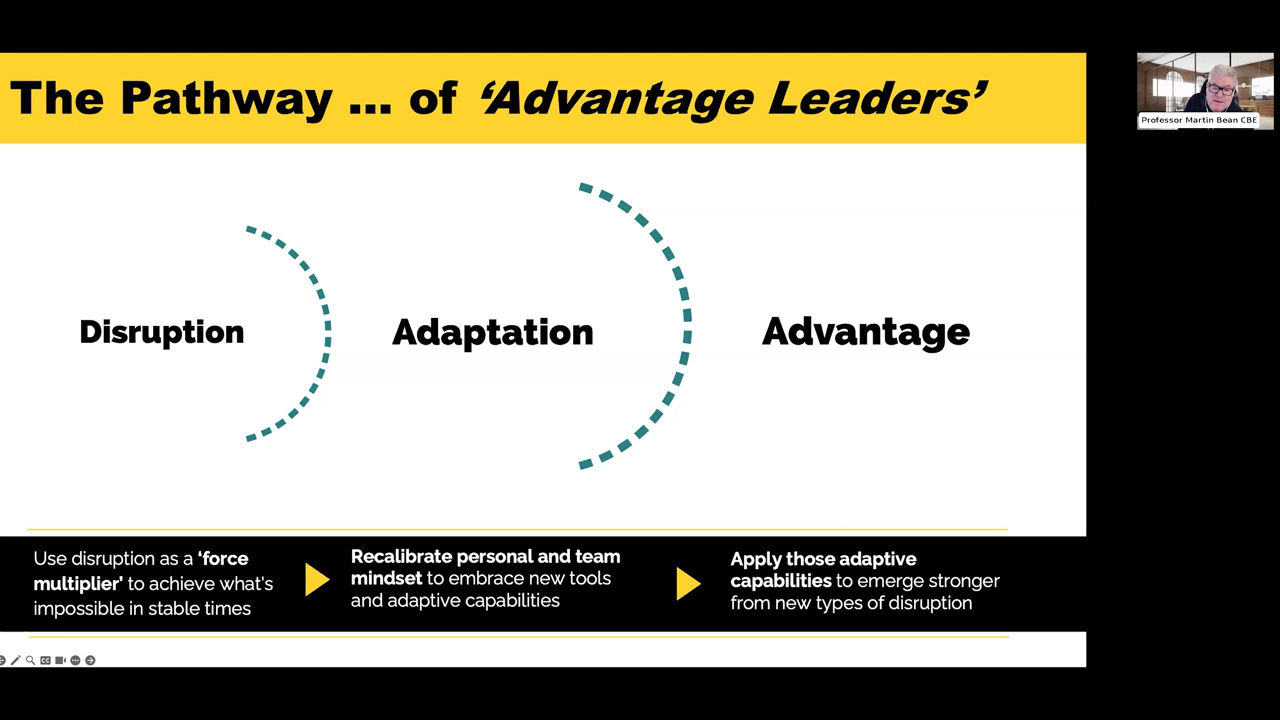 The Pathway ... of ‘Advantage Leaders’
Professor Martin Bean CBE
Disruption
Adaptation
Advantage
Use disruption as a ‘force
multiplier’ to achieve what's
impossible in stable times
Recalibrate personal and team
mindset to embrace new tools
and adaptive capabilities
Apply those adaptive
capabilities to emerge stronger
from new types of disruption